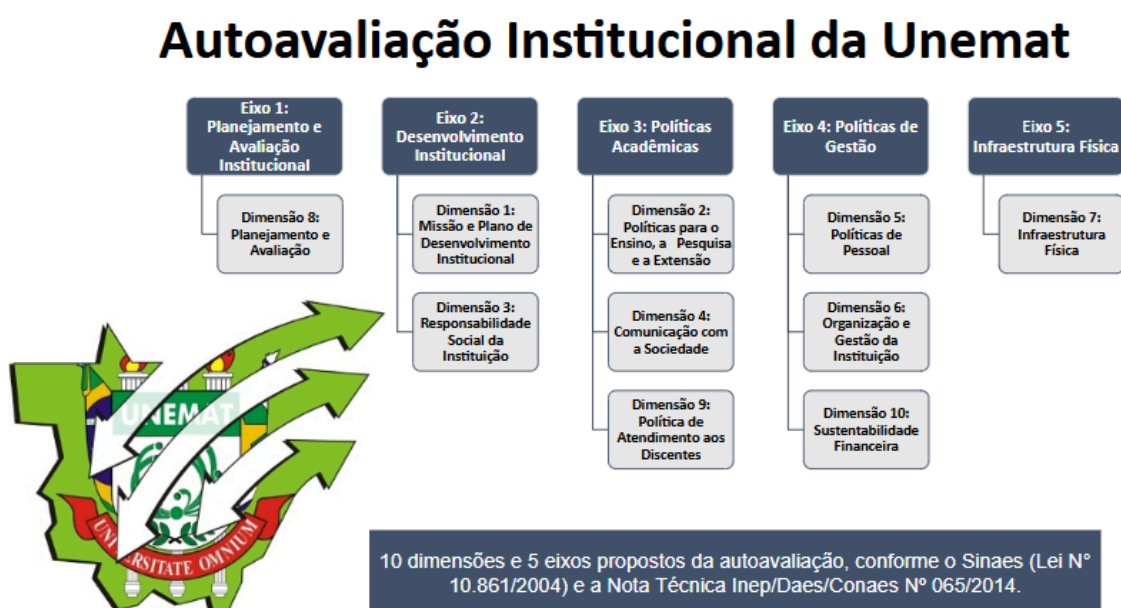 Autoavaliação Institucional da Unemat
Eixo 1:
Planejamento e
Avaliação
Institucional
Dimensão 8:
Planejamento e
Avaliação
Eixo 2:
Desenvolvimento
Institucional
Dimensão 1:
Missão e Plano de
Desenvolvimento
Institucional
Dimensão 3:
Responsabilidade
Social da
Instituição
Eixo 3: Políticas
Acadêmicas
Dimensão 2:
Políticas para o
Ensino, a Pesquisa
e a Extensão
Dimensão 4:
Comunicação com
a Sociedade
Dimensão 9:
Política de
Atendimento aos
Discentes
Eixo 4: Políticas de
Gestão
Dimensão 5:
Políticas de
Pessoal
Dimensão 6:
Organização e
Gestão da
Instituição
Dimensão 10:
Sustentabilidade
Financeira
Eixo 5:
Infraestrutura Física
Dimensão 7:
Infraestrutura
Física
UNEMAT
UNIVERSITATE OMNIUM
10 dimensões e 5 eixos propostos da autoavaliação, conforme o Sinaes (Lei N°
10.861/2004) e a Nota Técnica Inep/Daes/Conaes Nº 065/2014.